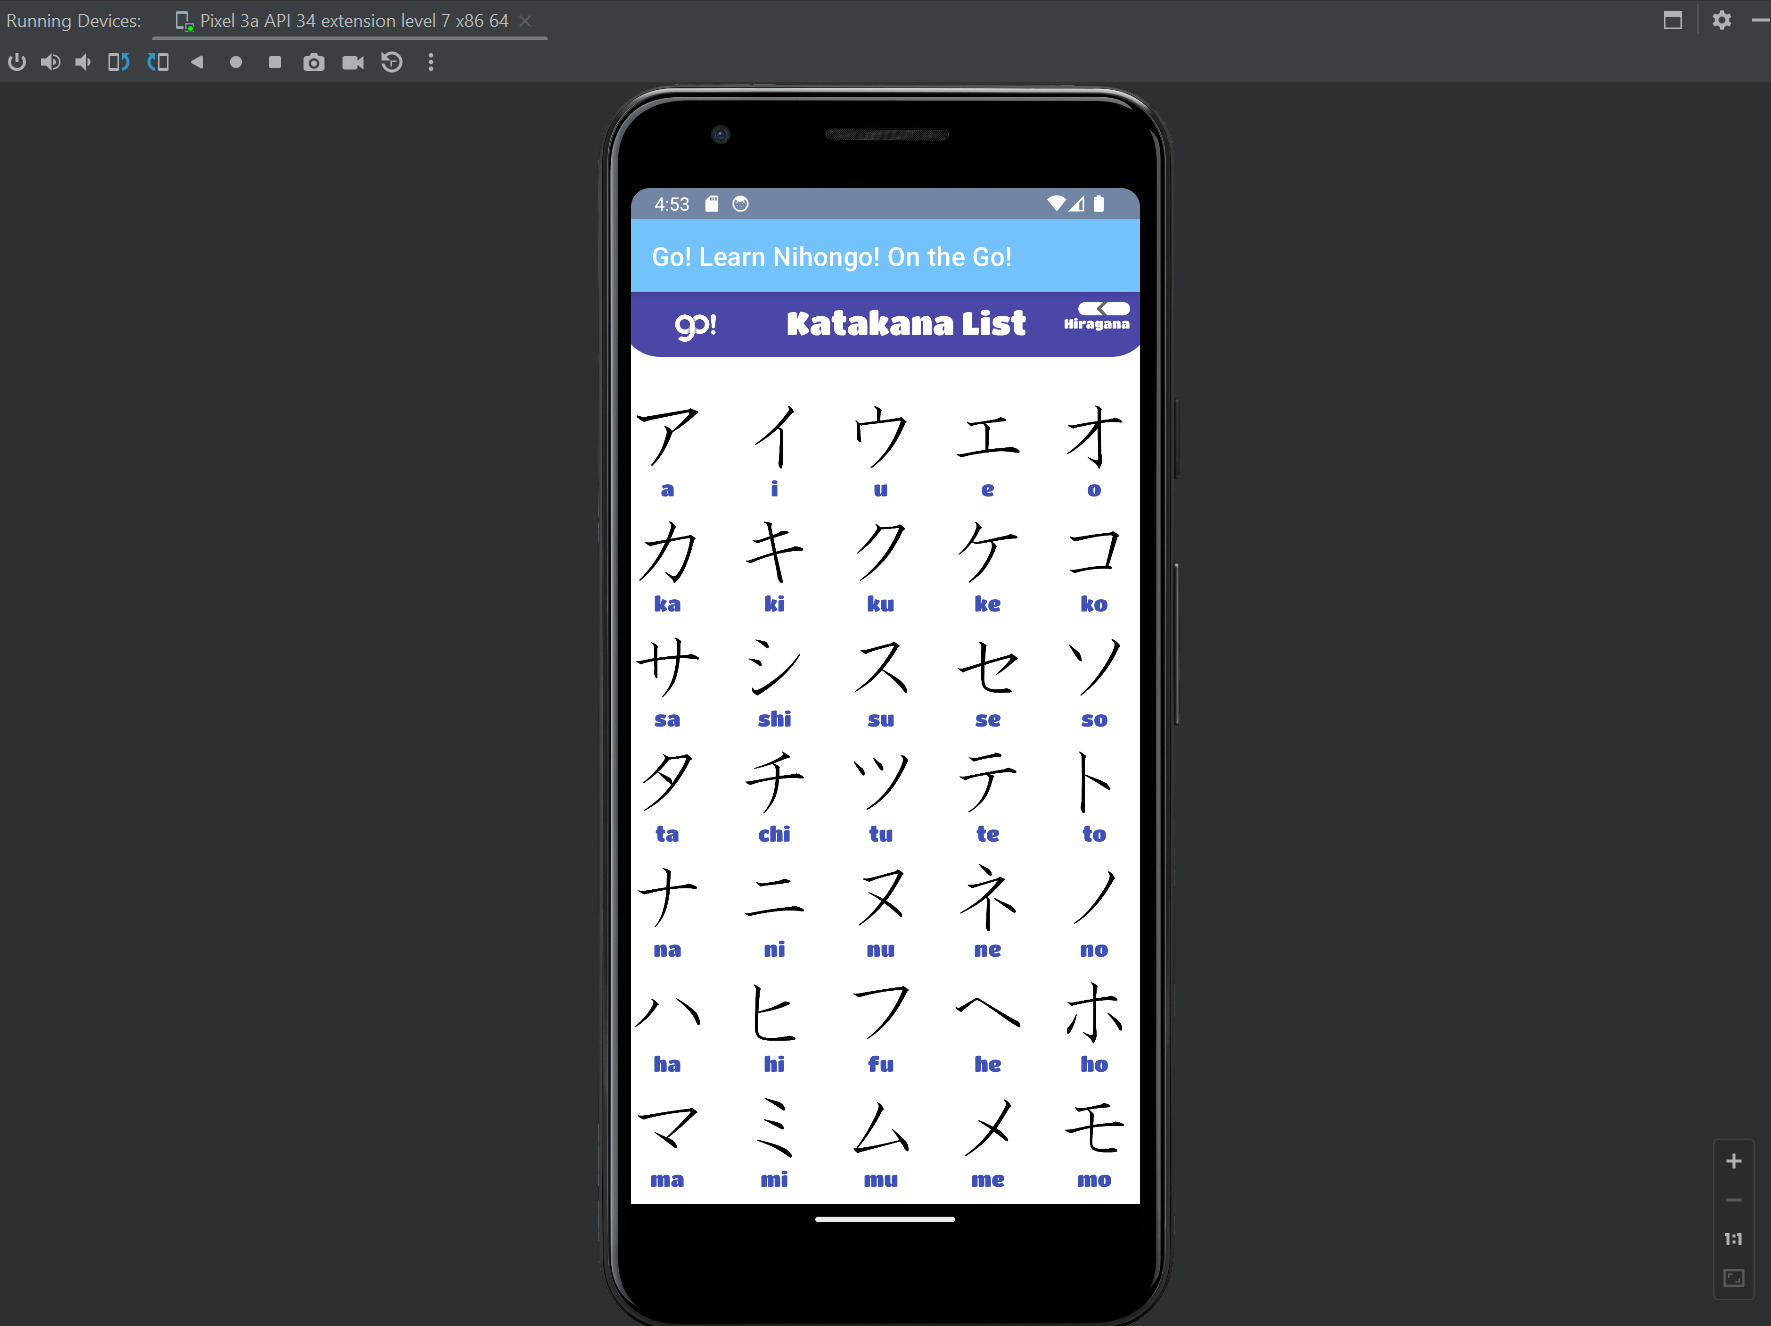 Running Devices: Pixel 3a API 34 extension level 7 x86 64
4:53
Go! Learn Nihongo! On the Go!
go! Katakana List Hiragana
ア イ ウ エ オ
a i u e o
カ キ ク ケ コ
ka ki ku ke ko
サ シ ス セ ソ
sa shi su se so
タ チ ツ テ ト
ta chi tu te to
ナ ニ ヌ ネ ノ
na ni nu ne no
ハ ヒ フ ヘ ホ
ha hi fu he ho
マ ミ ム メ モ
ma mi mu me mo
1:1